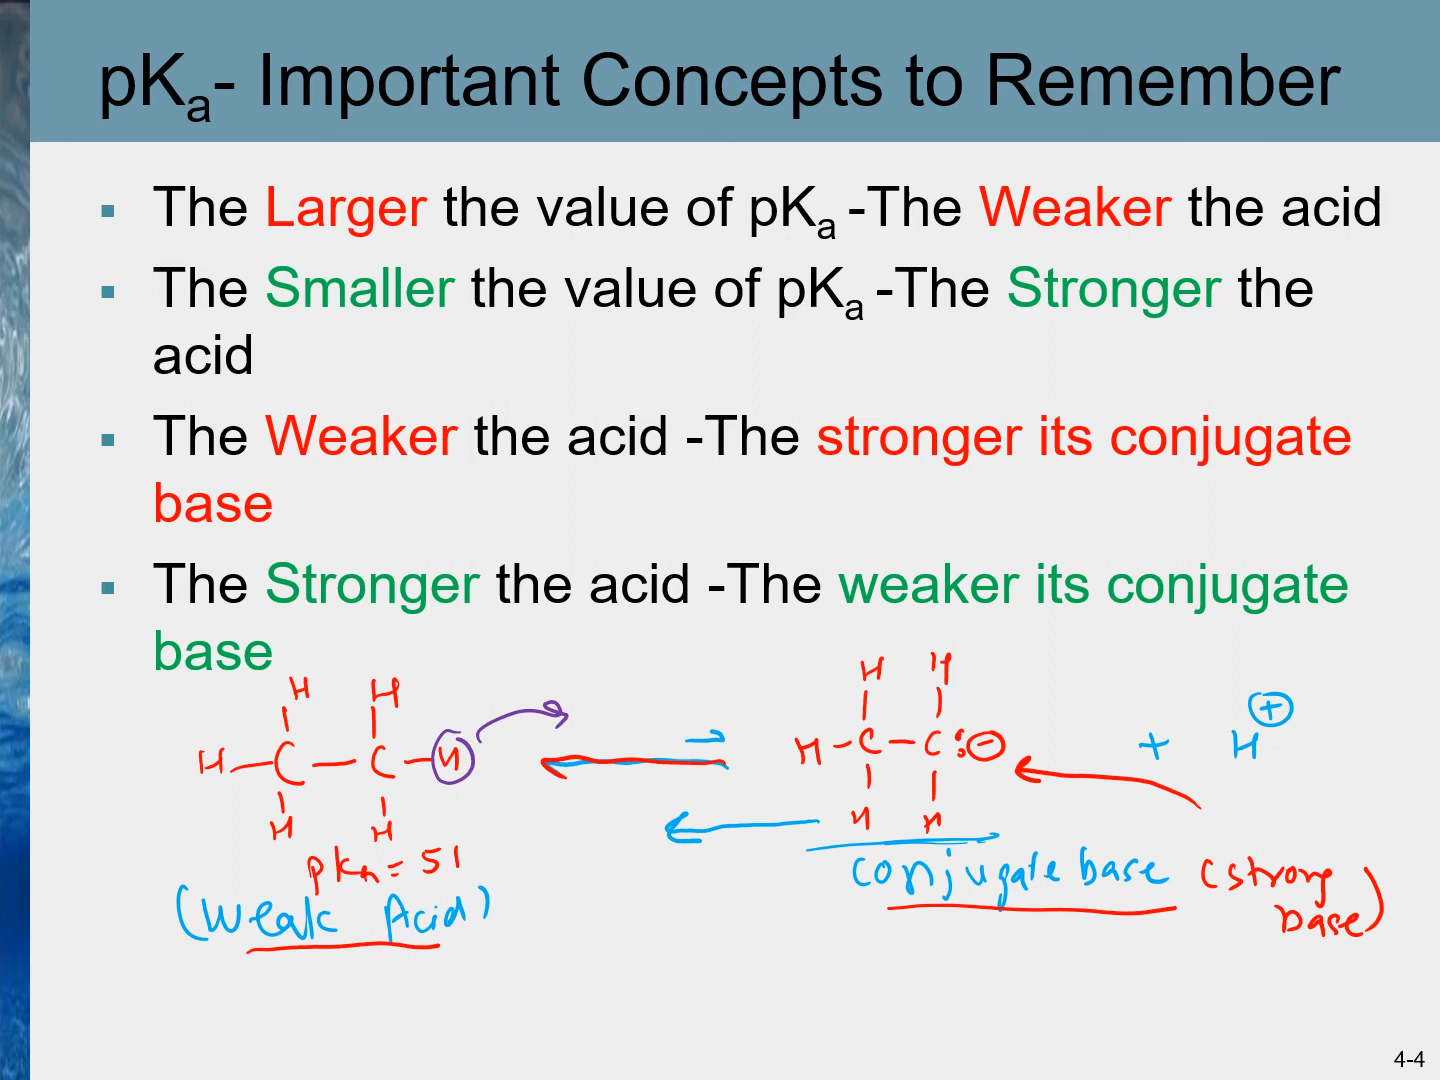 pKa- Important Concepts to Remember
▪ The Larger the value of pKa -The Weaker the acid
▪ The Smaller the value of pKa -The Stronger the
acid
▪ The Weaker the acid -The stronger its conjugate
base
▪ The Stronger the acid -The weaker its conjugate
base
H H
H-C-C-H
H H
pKa = 51
(Weak Acid)
H H
H-C-C:⊖ + H⊕
H H
conjugate base (strong
base)
4-4